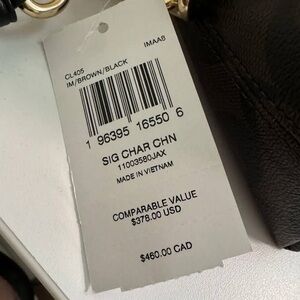 CL405
IM/BROWN/BLACK
IMAA8
1 96395 16550 6
SIG CHAR CHN
11003580JAX
MADE IN VIETNAM
COMPARABLE VALUE
$378.00 USD
$460.00 CAD